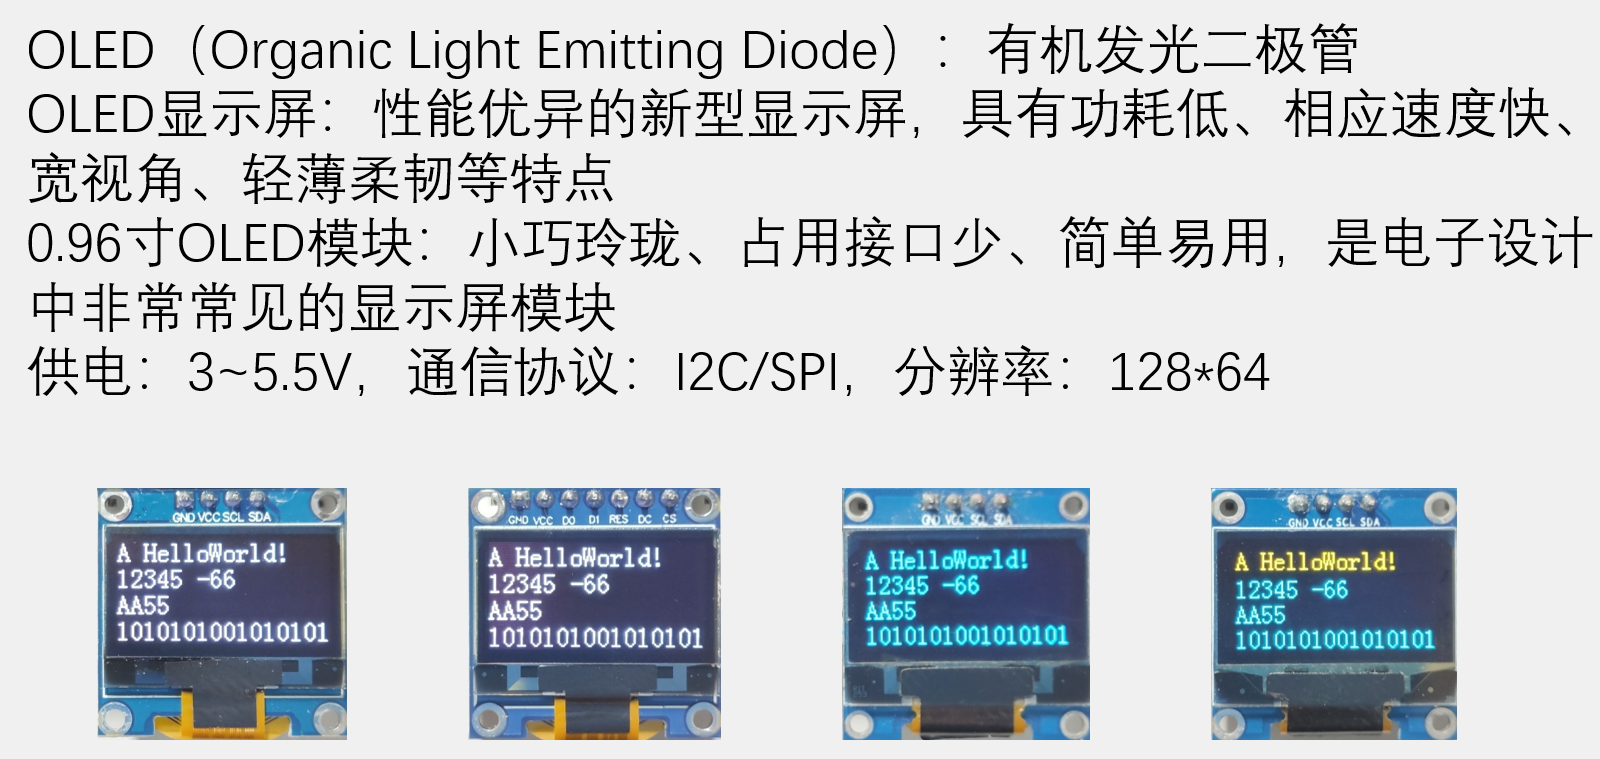 OLED（Organic Light Emitting Diode）：有机发光二极管
OLED显示屏：性能优异的新型显示屏，具有功耗低、相应速度快、
宽视角、轻薄柔韧等特点
0.96寸OLED模块：小巧玲珑、占用接口少、简单易用，是电子设计
中非常常见的显示屏模块
供电：3~5.5V，通信协议：I2C/SPI，分辨率：128*64
GND VCC SCL SDA
A HelloWorld!
12345 -66
AA55
1010101001010101
GND VCC D0 D1 RES DC CS
A HelloWorld!
12345 -66
AA55
1010101001010101
GND VCC SCL SDA
A HelloWorld!
12345 -66
AA55
1010101001010101
GND VCC SCL SDA
A HelloWorld!
12345 -66
AA55
1010101001010101